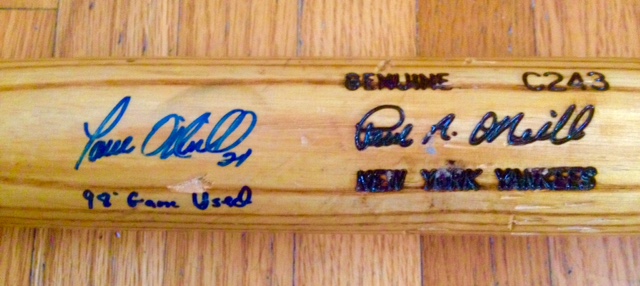 Paul O'Neill
21
98' Game Used
GENUINE C243
Paul A. O'Neill
NEW YORK YANKEES